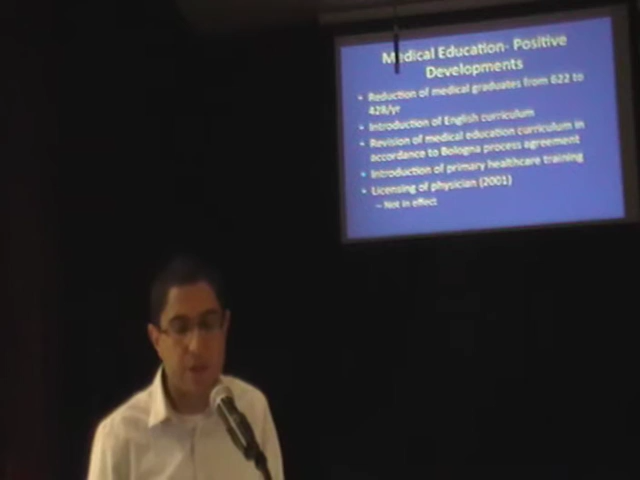 Medical Education- Positive
Developments
• Reduction of medical graduates from 622 to
428/yr
• Introduction of English curriculum
• Revision of medical education curriculum in
accordance to Bologna process agreement
• Introduction of primary healthcare training
• Licensing of physician (2001)
– Not in effect